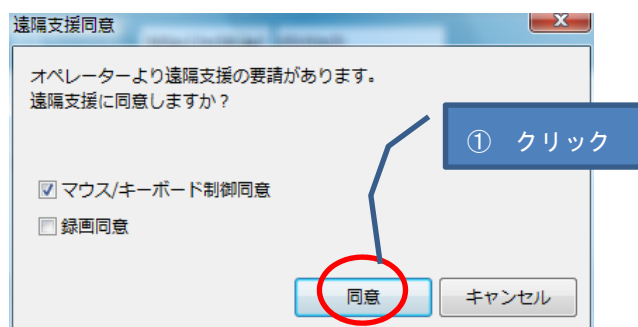 遠隔支援同意
オペレーターより遠隔支援の要請があります。
遠隔支援に同意しますか？
① クリック
マウス/キーボード制御同意
録画同意
同意
キャンセル